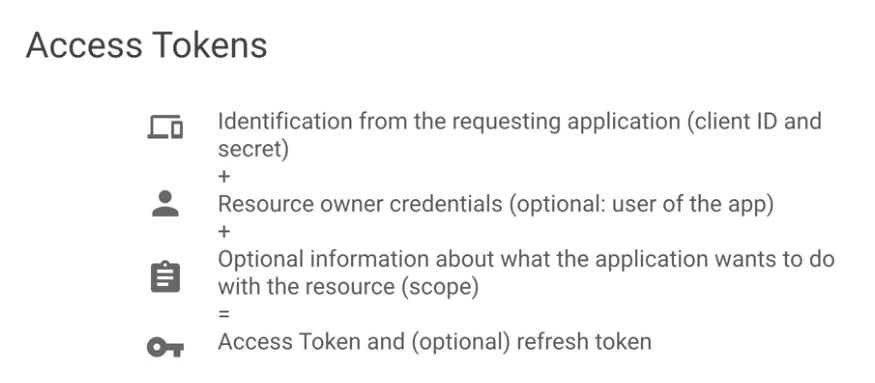 Access Tokens
Identification from the requesting application (client ID and
secret)
+
Resource owner credentials (optional: user of the app)
+
Optional information about what the application wants to do
with the resource (scope)
=
Access Token and (optional) refresh token